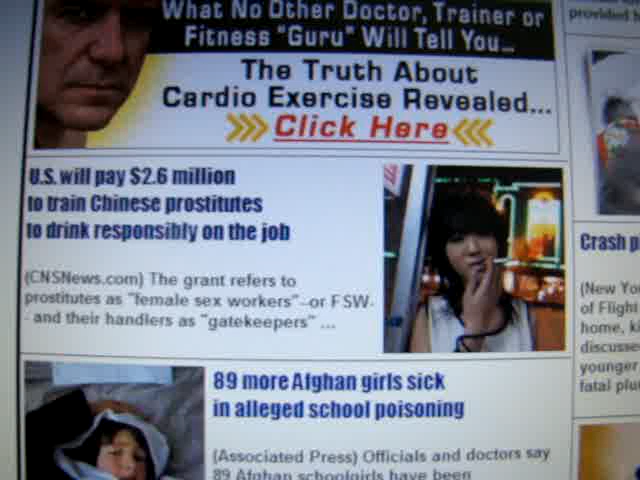 What No Other Doctor, Trainer or
Fitness "Guru" Will Tell You...
The Truth About
Cardio Exercise Revealed...
Click Here
U.S. will pay $2.6 million
to train Chinese prostitutes
to drink responsibly on the job
(CNSNews.com) The grant refers to
prostitutes as "female sex workers"--or FSW-
- and their handlers as "gatekeepers" ...
89 more Afghan girls sick
in alleged school poisoning
(Associated Press) Officials and doctors say
89 Afghan schoolgirls have been
provided
Crash p
(New Yo
of Flight
home, k
discusse
younger
fatal plu